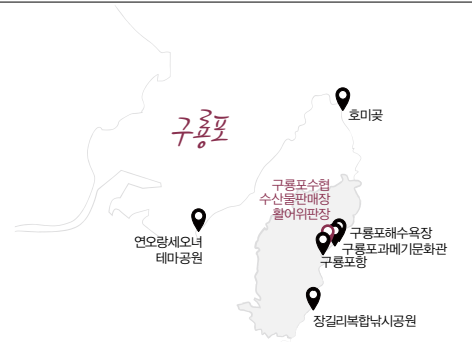 구룡포
호미곶
구룡포수협
수산물판매장
활어위판장
구룡포해수욕장
구룡포과메기문화관
구룡포항
연오랑세오녀
테마공원
장길리복합낚시공원